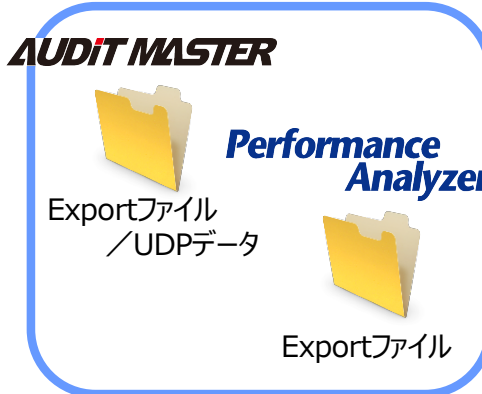 AUDiT MASTER
Exportファイル
／UDPデータ
Performance
Analyzer
Exportファイル